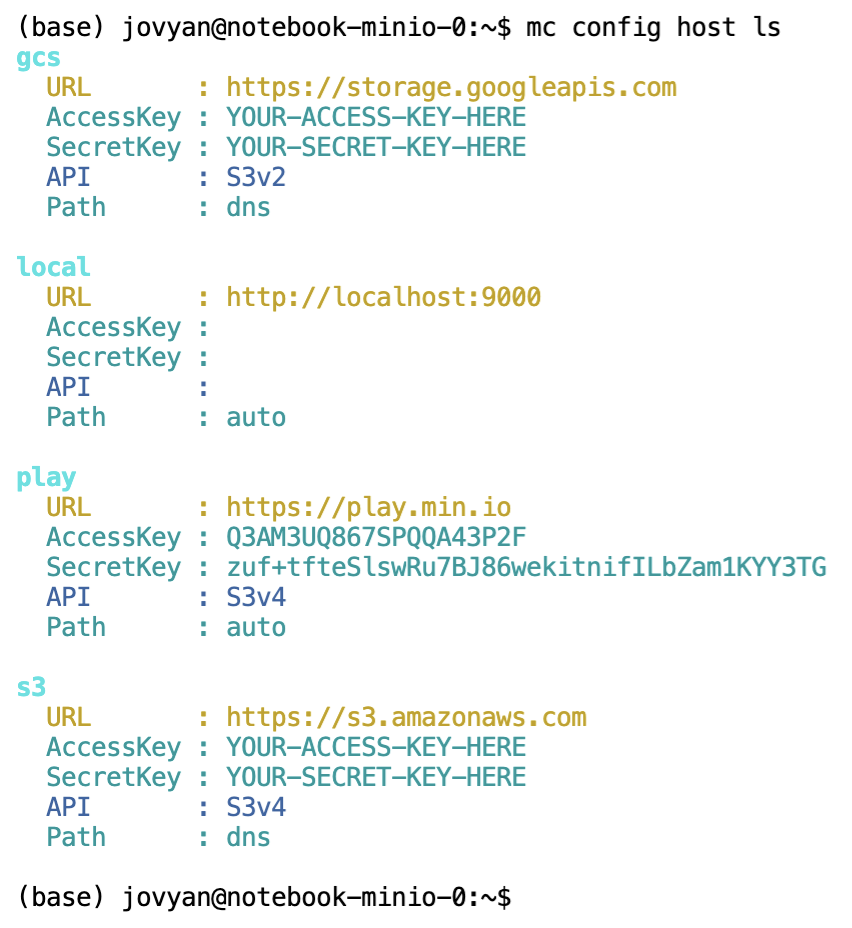 (base) jovyan@notebook-minio-0:~$ mc config host ls
gcs
URL : https://storage.googleapis.com
AccessKey : YOUR-ACCESS-KEY-HERE
SecretKey : YOUR-SECRET-KEY-HERE
API : S3v2
Path : dns
local
URL : http://localhost:9000
AccessKey :
SecretKey :
API :
Path : auto
play
URL : https://play.min.io
AccessKey : Q3AM3UQ867SPQQA43P2F
SecretKey : zuf+tfteSlswRu7BJ86wekitnifILbZam1KYY3TG
API : S3v4
Path : auto
s3
URL : https://s3.amazonaws.com
AccessKey : YOUR-ACCESS-KEY-HERE
SecretKey : YOUR-SECRET-KEY-HERE
API : S3v4
Path : dns
(base) jovyan@notebook-minio-0:~$